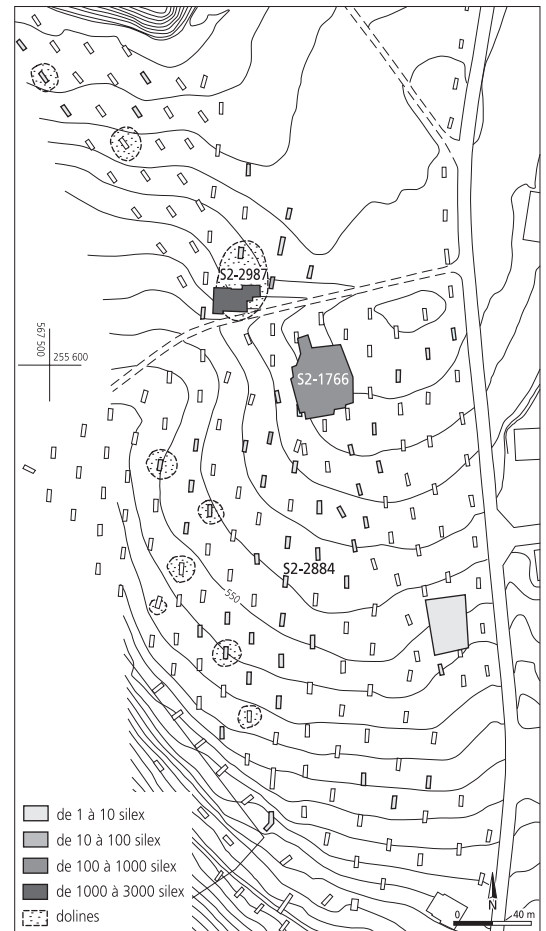 S2-2987
567 500
255 600
S2-1766
S2-2884
550
de 1 à 10 silex
de 10 à 100 silex
de 100 à 1000 silex
de 1000 à 3000 silex
dolines
N
0 40 m